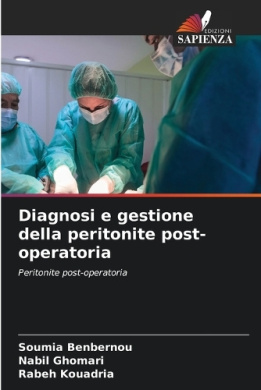 EDIZIONI
SAPIENZA
Diagnosi e gestione
della peritonite post-
operatoria
Peritonite post-operatoria
Soumia Benbernou
Nabil Ghomari
Rabeh Kouadria